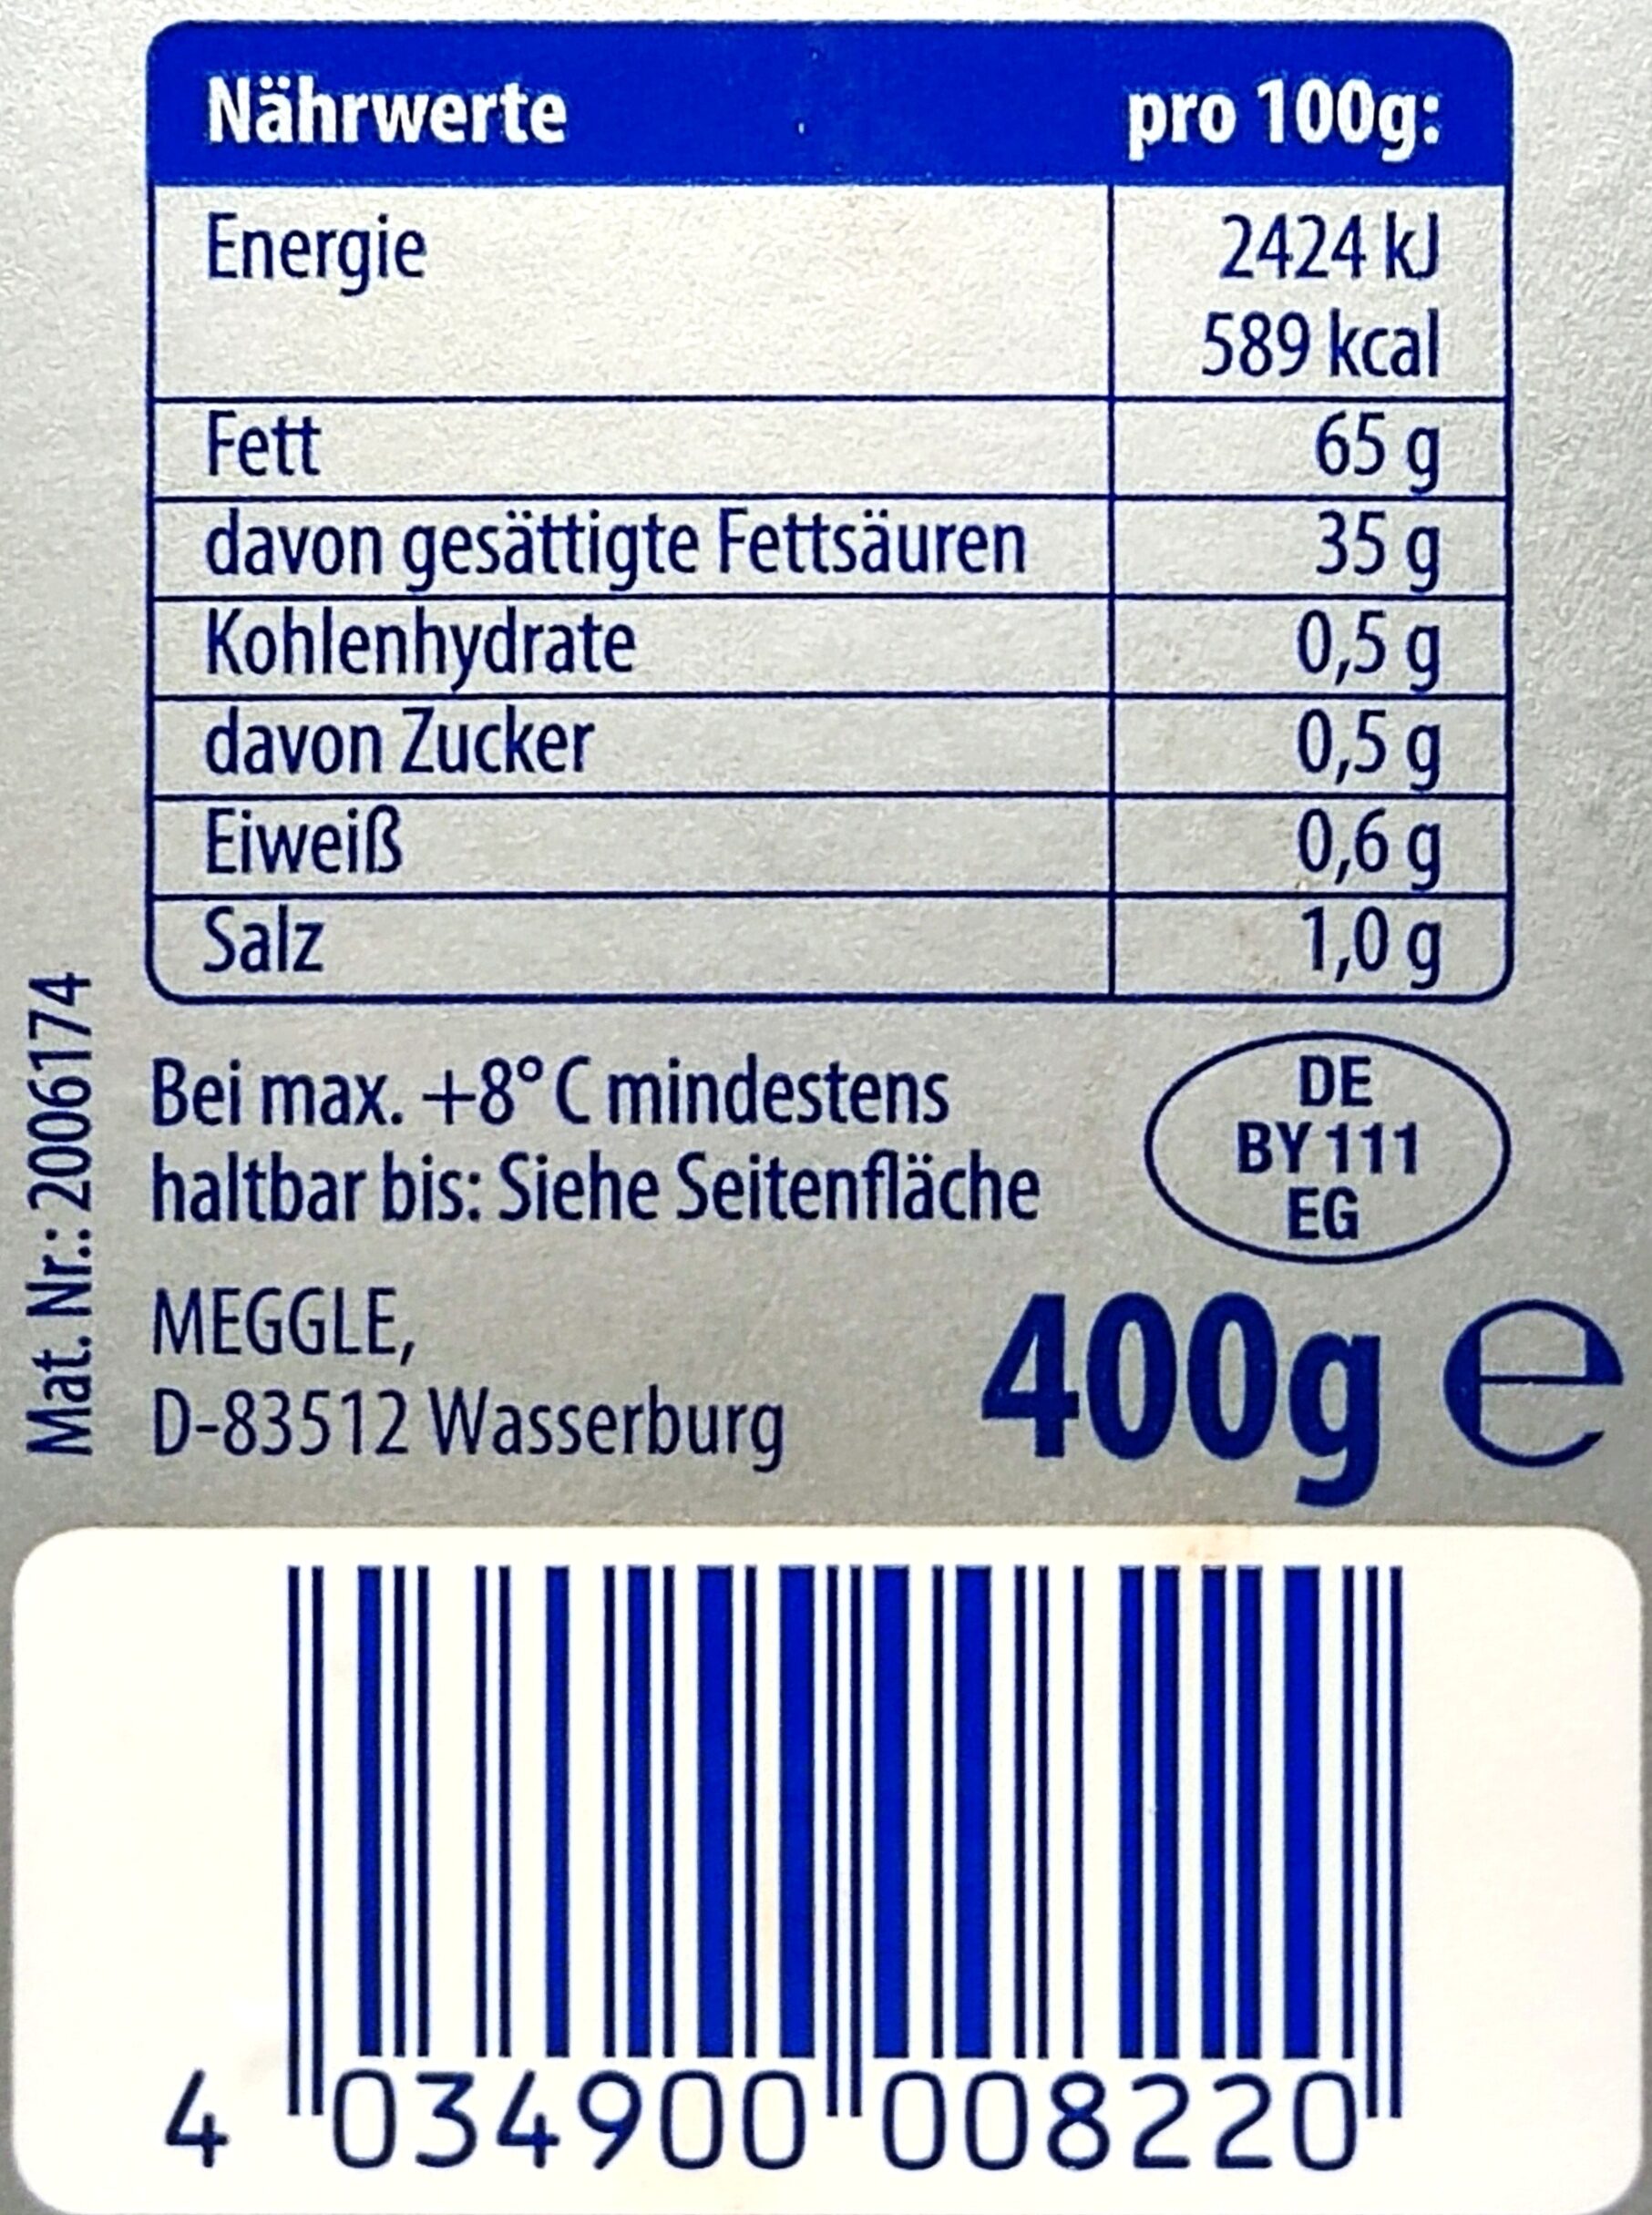 Nährwerte pro 100g:
Energie 2424 kJ
589 kcal
Fett 65 g
davon gesättigte Fettsäuren 35 g
Kohlenhydrate 0,5 g
davon Zucker 0,5 g
Eiweiß 0,6 g
Salz 1,0 g
Mat. Nr.: 2006174
Bei max. +8° C mindestens
haltbar bis: Siehe Seitenfläche
DE
BY 111
EG
MEGGLE,
D-83512 Wasserburg
400g ℮
4 034900 008220